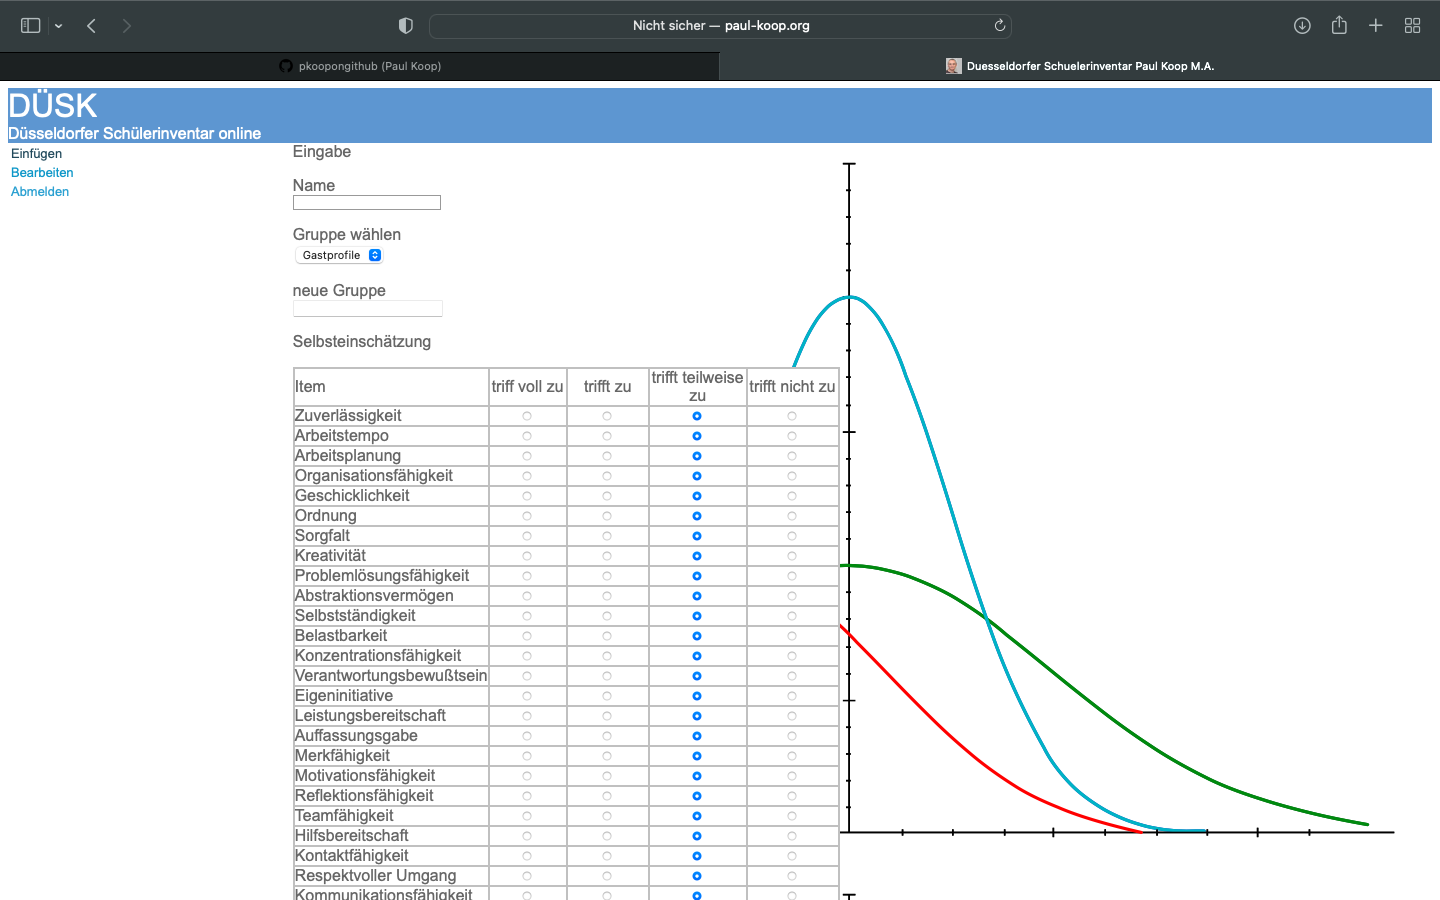 Nicht sicher — paul-koop.org
pkoopongithub (Paul Koop)
Duesseldorfer Schuelerinventar Paul Koop M.A.
DÜSK
Düsseldorfer Schülerinventar online
Einfügen
Bearbeiten
Abmelden
Eingabe
Name
Gruppe wählen
Gastprofile
neue Gruppe
Selbsteinschätzung
Item triff voll zu trifft zu trifft teilweise zu trifft nicht zu
Zuverlässigkeit
Arbeitstempo
Arbeitsplanung
Organisationsfähigkeit
Geschicklichkeit
Ordnung
Sorgfalt
Kreativität
Problemlösungsfähigkeit
Abstraktionsvermögen
Selbstständigkeit
Belastbarkeit
Konzentrationsfähigkeit
Verantwortungsbewußtsein
Eigeninitiative
Leistungsbereitschaft
Auffassungsgabe
Merkfähigkeit
Motivationsfähigkeit
Reflektionsfähigkeit
Teamfähigkeit
Hilfsbereitschaft
Kontaktfähigkeit
Respektvoller Umgang
Kommunikationsfähigkeit